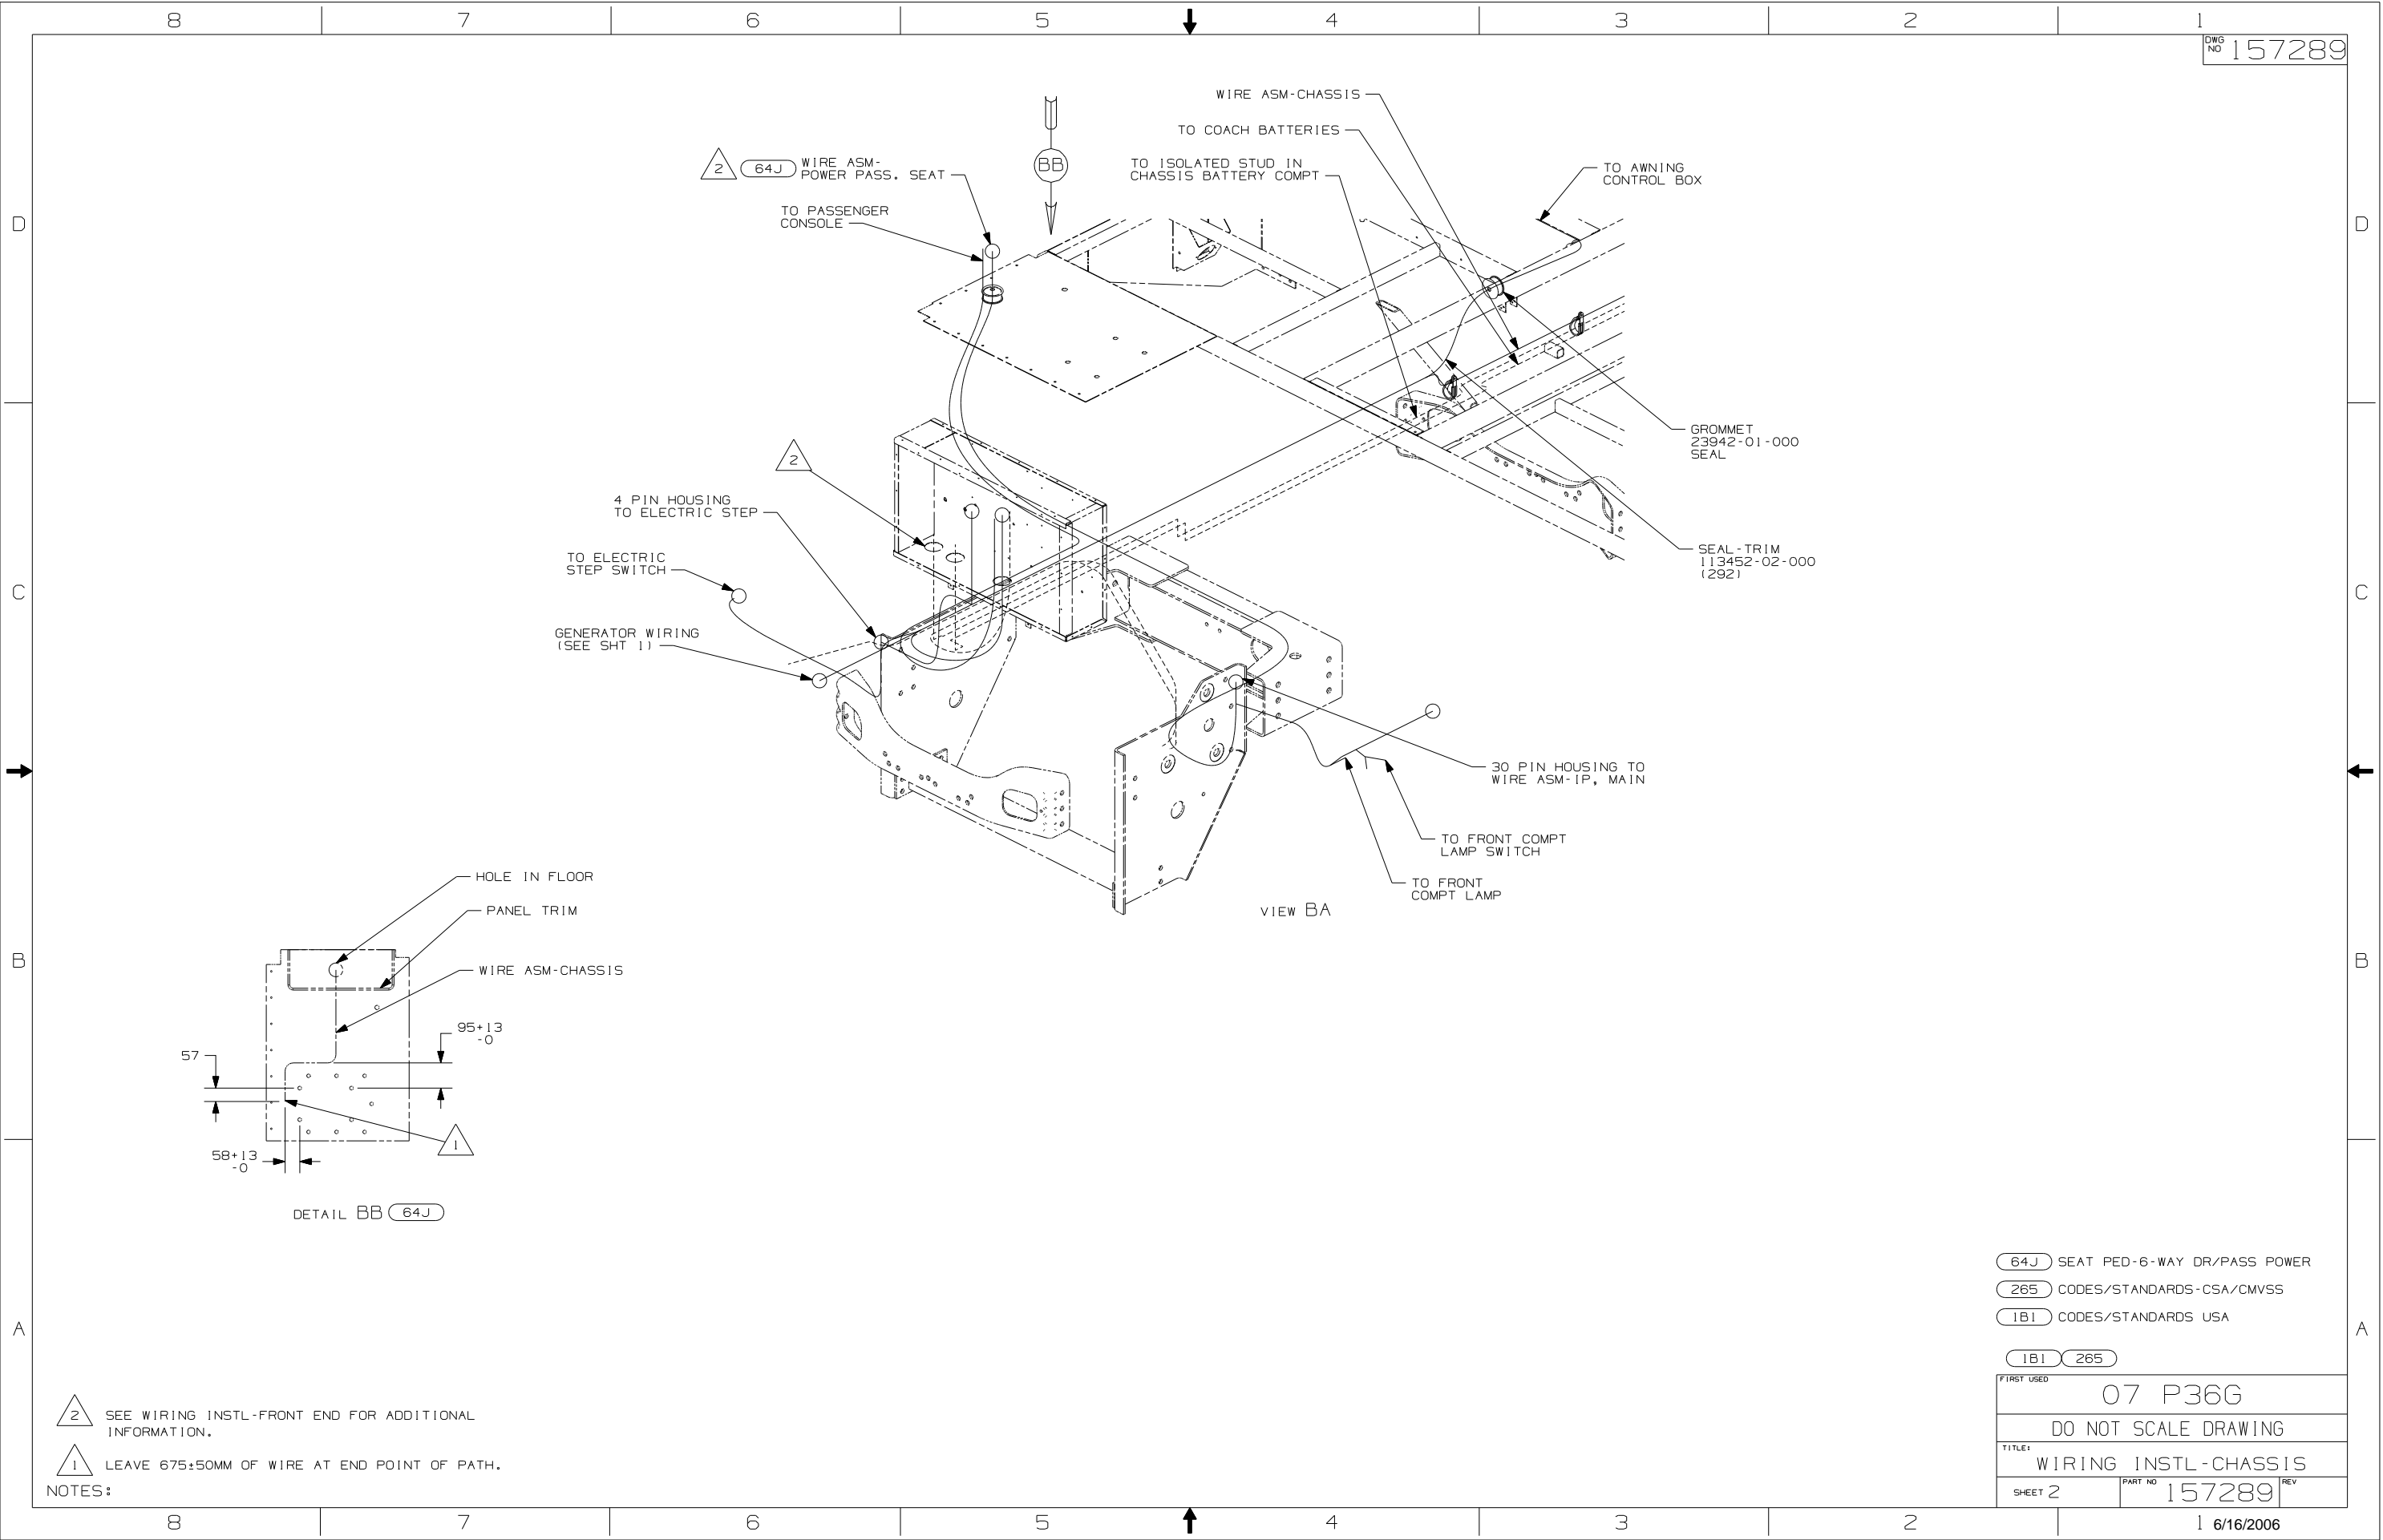 8 7 6 5 4 3 2 1
DWG NO 157289
WIRE ASM-CHASSIS
TO COACH BATTERIES
TO ISOLATED STUD IN
CHASSIS BATTERY COMPT
TO AWNING
CONTROL BOX
2 64J WIRE ASM-
POWER PASS. SEAT
BB
TO PASSENGER
CONSOLE
D D
GROMMET
23942-01-000
SEAL
2
4 PIN HOUSING
TO ELECTRIC STEP
SEAL-TRIM
113452-02-000
(292)
TO ELECTRIC
STEP SWITCH
C C
GENERATOR WIRING
(SEE SHT 1)
30 PIN HOUSING TO
WIRE ASM-IP, MAIN
TO FRONT COMPT
LAMP SWITCH
TO FRONT
COMPT LAMP
VIEW BA
HOLE IN FLOOR
PANEL TRIM
B B
WIRE ASM-CHASSIS
95+13
-0
57
1
58+13
-0
DETAIL BB 64J
64J SEAT PED-6-WAY DR/PASS POWER
265 CODES/STANDARDS-CSA/CMVSS
1B1 CODES/STANDARDS USA
A A
1B1 265
FIRST USED
07 P36G
DO NOT SCALE DRAWING
TITLE:
WIRING INSTL-CHASSIS
SHEET 2 PART NO 157289 REV
2 SEE WIRING INSTL-FRONT END FOR ADDITIONAL
INFORMATION.
1 LEAVE 675±50MM OF WIRE AT END POINT OF PATH.
NOTES:
8 7 6 5 4 3 2 1
6/16/2006